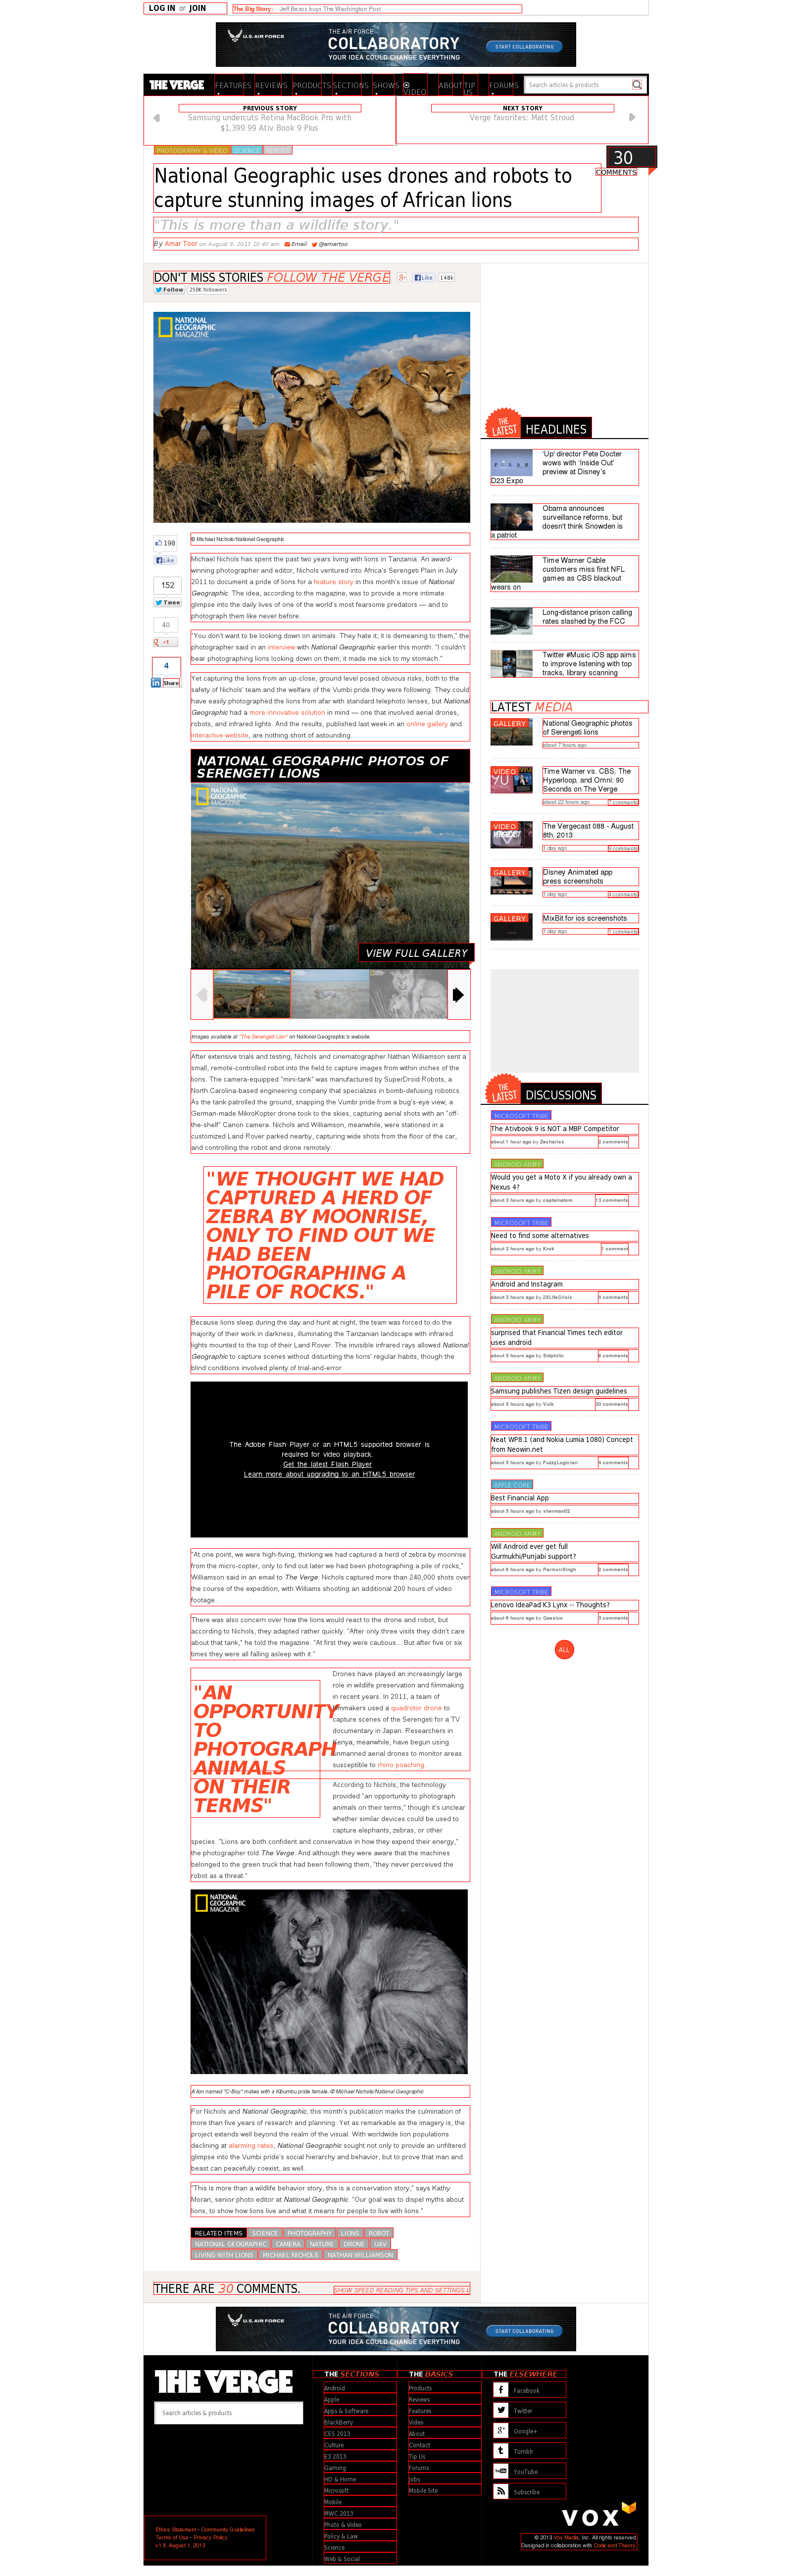 LOG IN or JOIN
The Big Story: Jeff Bezos buys The Washington Post
U.S. AIR FORCE
THE AIR FORCE
COLLABORATORY
YOUR IDEA COULD CHANGE EVERYTHING
START COLLABORATING
THE VERGE
FEATURES REVIEWS PRODUCTS SECTIONS SHOWS VIDEO ABOUT TIP US FORUMS
Search articles & products
PREVIOUS STORY
Samsung undercuts Retina MacBook Pro with
$1,399.99 Ativ Book 9 Plus
NEXT STORY
Verge favorites: Matt Stroud
PHOTOGRAPHY & VIDEO SCIENCE REPORT
30
COMMENTS
National Geographic uses drones and robots to
capture stunning images of African lions
"This is more than a wildlife story."
By Amar Toor on August 9, 2013 10:40 am Email @amartoo
DON'T MISS STORIES FOLLOW THE VERGE Like 148k
Follow 258K followers
NATIONAL
GEOGRAPHIC
MAGAZINE
198
Like
152
Twee
40
+1
4
Share
© Michael Nichols/National Geographic
Michael Nichols has spent the past two years living with lions in Tanzania. An award-
winning photographer and editor, Nichols ventured into Africa's Serengeti Plain in July
2011 to document a pride of lions for a feature story in this month's issue of National
Geographic. The idea, according to the magazine, was to provide a more intimate
glimpse into the daily lives of one of the world's most fearsome predators — and to
photograph them like never before.
"You don't want to be looking down on animals. They hate it; it is demeaning to them," the
photographer said in an interview with National Geographic earlier this month. "I couldn't
bear photographing lions looking down on them; it made me sick to my stomach."
Yet capturing lions from an up-close, ground level posed obvious risks, both to the
safety of Nichols' team and the welfare of the Vumbi pride they were following. They could
have easily photographed the lions from afar with standard telephoto lenses, but National
Geographic had a more innovative solution in mind — one that involved aerial drones,
robots, and infrared lights. And the results, published last week in an online gallery and
interactive website, are nothing short of astounding.
NATIONAL GEOGRAPHIC PHOTOS OF
SERENGETI LIONS
NATIONAL
GEOGRAPHIC
MAGAZINE
VIEW FULL GALLERY
Images available at "The Serengeti Lion" on National Geographic's website.
After extensive trials and testing, Nichols and cinematographer Nathan Williamson sent a
small, remote-controlled robot into the field to capture images from within inches of the
lions. The camera-equipped "mini-tank" was manufactured by SuperDroid Robots, a
North Carolina-based engineering company that specializes in bomb-defusing robotics.
As the tank patrolled the ground, snapping the Vumbi pride from a bug's-eye view, a
German-made MikroKopter drone took to the skies, capturing aerial shots with an "off-
the-shelf" Canon camera. Nichols and Williamson, meanwhile, were stationed in a
customized Land Rover parked nearby, capturing wide shots from the floor of the car,
and controlling the robot and drone remotely.
"WE THOUGHT WE HAD
CAPTURED A HERD OF
ZEBRA BY MOONRISE,
ONLY TO FIND OUT WE
HAD BEEN
PHOTOGRAPHING A
PILE OF ROCKS."
Because lions sleep during the day and hunt at night, the team was forced to do the
majority of their work in darkness, illuminating the Tanzanian landscape with infrared
lights mounted to the top of their Land Rover. The invisible infrared rays allowed National
Geographic to capture scenes without disturbing the lions' regular habits, though the
blind conditions involved plenty of trial-and-error.
The Adobe Flash Player or an HTML5 supported browser is
required for video playback.
Get the latest Flash Player
Learn more about upgrading to an HTML5 browser
"At one point, we were high-fiving, thinking we had captured a herd of zebra by moonrise
from the micro-copter, only to find out later we had been photographing a pile of rocks,"
Williamson said in an email to The Verge. Nichols captured more than 240,000 shots over
the course of the expedition, with Williams shooting an additional 200 hours of video
footage.
There was also concern over how the lions would react to the drone and robot, but
according to Nichols, they adapted rather quickly. "After only three visits they didn't care
about that tank," he told the magazine. "At first they were cautious... But after five or six
times they were all falling asleep with it."
"AN
OPPORTUNITY
TO
PHOTOGRAPH
ANIMALS
ON THEIR
TERMS"
Drones have played an increasingly large
role in wildlife preservation and filmmaking
in recent years. In 2011, a team of
filmmakers used a quadrotor drone to
capture scenes of the Serengeti for a TV
documentary in Japan. Researchers in
Kenya, meanwhile, have begun using
unmanned aerial drones to monitor areas
susceptible to rhino poaching.
According to Nichols, the technology
provided "an opportunity to photograph
animals on their terms," though it's unclear
whether similar devices could be used to
capture elephants, zebras, or other
species. "Lions are both confident and conservative in how they expend their energy,"
the photographer told The Verge. And although they were aware that the machines
belonged to the green truck that had been following them, "they never perceived the
robot as a threat."
NATIONAL
GEOGRAPHIC
MAGAZINE
A lion named "C-Boy" mates with a Kibumbu pride female. © Michael Nichols/National Geographic
For Nichols and National Geographic, this month's publication marks the culmination of
more than five years of research and planning. Yet as remarkable as the imagery is, the
project extends well beyond the realm of the visual. With worldwide lion populations
declining at alarming rates, National Geographic sought not only to provide an unfiltered
glimpse into the Vumbi pride's social hierarchy and behavior, but to prove that man and
beast can peacefully coexist, as well.
"This is more than a wildlife behavior story, this is a conservation story," says Kathy
Moran, senior photo editor at National Geographic. "Our goal was to dispel myths about
lions, to show how lions live and what it means for people to live with lions."
RELATED ITEMS SCIENCE PHOTOGRAPHY LIONS ROBOT
NATIONAL GEOGRAPHIC CAMERA NATURE DRONE UAV
LIVING WITH LIONS MICHAEL NICHOLS NATHAN WILLIAMSON
THERE ARE 30 COMMENTS.
SHOW SPEED READING TIPS AND SETTINGS
THE LATEST HEADLINES
'Up' director Pete Docter
wows with 'Inside Out'
preview at Disney's
D23 Expo
Obama announces
surveillance reforms, but
doesn't think Snowden is
a patriot
Time Warner Cable
customers miss first NFL
games as CBS blackout
wears on
Long-distance prison calling
rates slashed by the FCC
Twitter #Music iOS app aims
to improve listening with top
tracks, library scanning
LATEST MEDIA
GALLERY
National Geographic photos
of Serengeti lions
about 7 hours ago
VIDEO
Time Warner vs. CBS, The
Hyperloop, and Omni: 90
Seconds on The Verge
about 22 hours ago 7 comments
VIDEO
The Vergecast 088 - August
8th, 2013
1 day ago 9 comments
GALLERY
Disney Animated app
press screenshots
1 day ago 4 comments
GALLERY
MixBit for ios screenshots
1 day ago 1 comments
THE LATEST DISCUSSIONS
MICROSOFT TRIBE
The Ativbook 9 is NOT a MBP Competitor
about 1 hour ago by Zecharixs 2 comments
ANDROID ARMY
Would you get a Moto X if you already own a
Nexus 4?
about 3 hours ago by captainstom 13 comments
MICROSOFT TRIBE
Need to find some alternatives
about 3 hours ago by Krok 1 comment
ANDROID ARMY
Android and Instagram
about 3 hours ago by 25LifeCrisis 4 comments
ANDROID ARMY
surprised that Financial Times tech editor
uses android
about 5 hours ago by Sidphills 6 comments
ANDROID ARMY
Samsung publishes Tizen design guidelines
about 5 hours ago by Vulk 30 comments
MICROSOFT TRIBE
Neat WP8.1 (and Nokia Lumia 1080) Concept
from Neowin.net
about 5 hours ago by FuzzyLogician 4 comments
APPLE CORE
Best Financial App
about 5 hours ago by sherman02
ANDROID ARMY
Will Android ever get full
Gurmukhi/Punjabi support?
about 6 hours ago by ParmvirSingh 2 comments
MICROSOFT TRIBE
Lenovo IdeaPad K3 Lynx -- Thoughts?
about 6 hours ago by Caesius 3 comments
ALL
U.S. AIR FORCE
THE AIR FORCE
COLLABORATORY
YOUR IDEA COULD CHANGE EVERYTHING
START COLLABORATING
THE VERGE
Search articles & products
Ethics Statement • Community Guidelines
Terms of Use • Privacy Policy
v1.8. August 1, 2013
THE SECTIONS
Android
Apple
Apps & Software
BlackBerry
CES 2013
Culture
E3 2013
Gaming
HD & Home
Microsoft
Mobile
MWC 2013
Photo & Video
Policy & Law
Science
Web & Social
THE BASICS
Products
Reviews
Features
Video
About
Contact
Tip Us
Forums
Jobs
Mobile Site
THE ELSEWHERE
Facebook
Twitter
Google+
Tumblr
YouTube
Subscribe
VOX
© 2013 Vox Media, Inc. All rights reserved.
Designed in collaboration with Code and Theory.